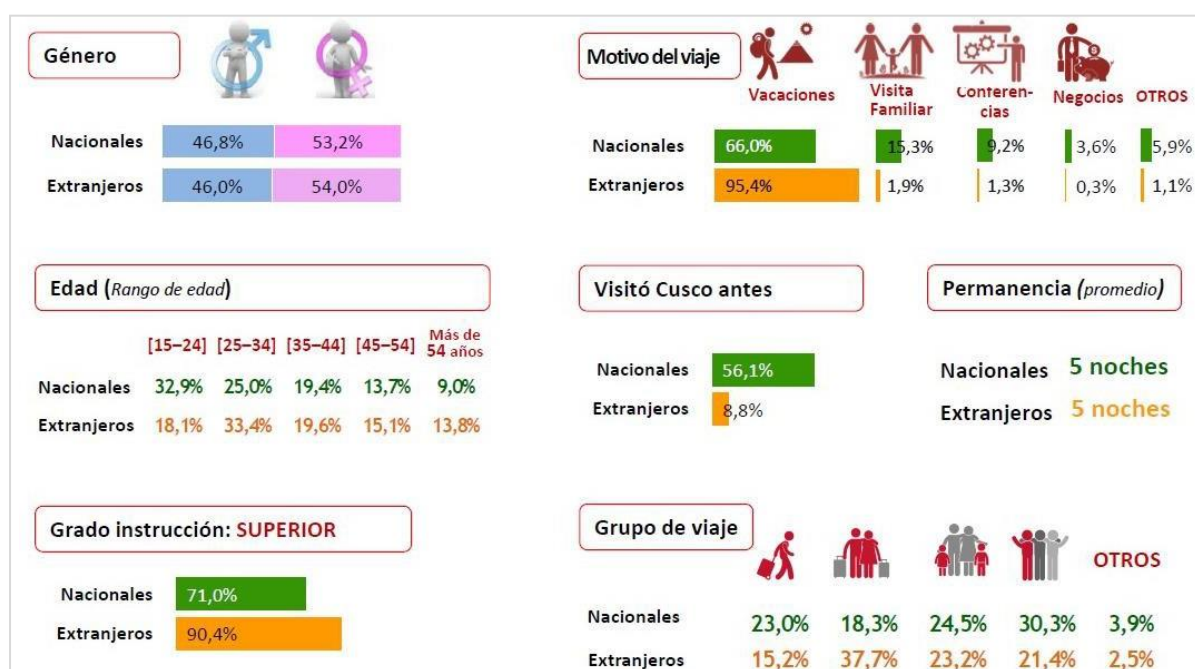 Género
Nacionales 46,8% 53,2%
Extranjeros 46,0% 54,0%
Motivo del viaje
Vacaciones
Visita
Familiar
Conferen-
cias
Negocios
OTROS
Nacionales 66,0% 15,3% 9,2% 3,6% 5,9%
Extranjeros 95,4% 1,9% 1,3% 0,3% 1,1%
Edad (Rango de edad)
[15–24] [25–34] [35–44] [45–54] Más de
54 años
Nacionales 32,9% 25,0% 19,4% 13,7% 9,0%
Extranjeros 18,1% 33,4% 19,6% 15,1% 13,8%
Visitó Cusco antes
Nacionales 56,1%
Extranjeros 8,8%
Permanencia (promedio)
Nacionales 5 noches
Extranjeros 5 noches
Grado instrucción: SUPERIOR
Nacionales 71,0%
Extranjeros 90,4%
Grupo de viaje
OTROS
Nacionales 23,0% 18,3% 24,5% 30,3% 3,9%
Extranjeros 15,2% 37,7% 23,2% 21,4% 2,5%